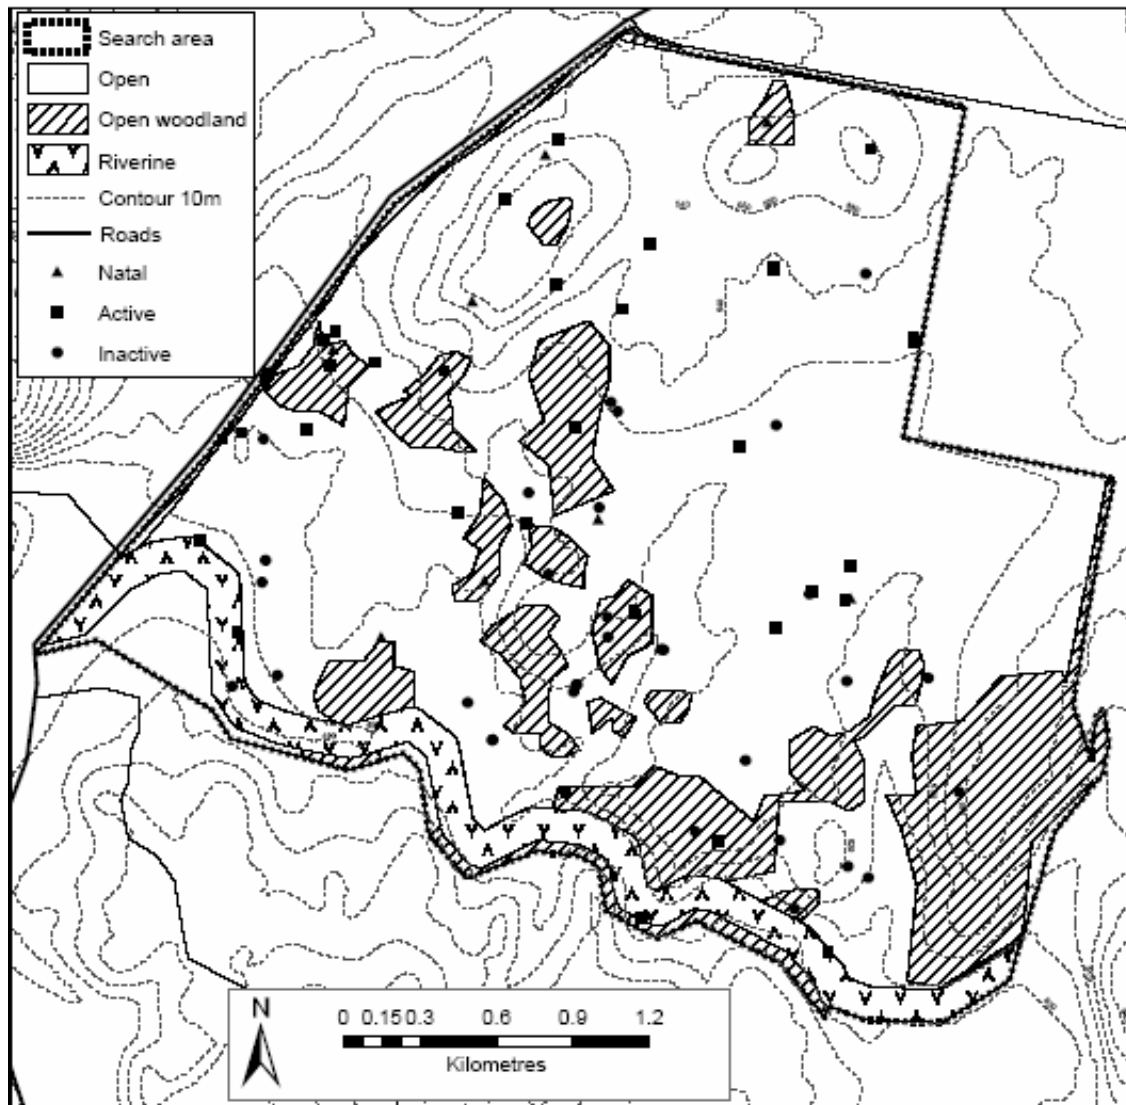 Search area
Open
Open woodland
Riverine
Contour 10m
Roads
Natal
Active
Inactive
N
0 0.15 0.3 0.6 0.9 1.2
Kilometres